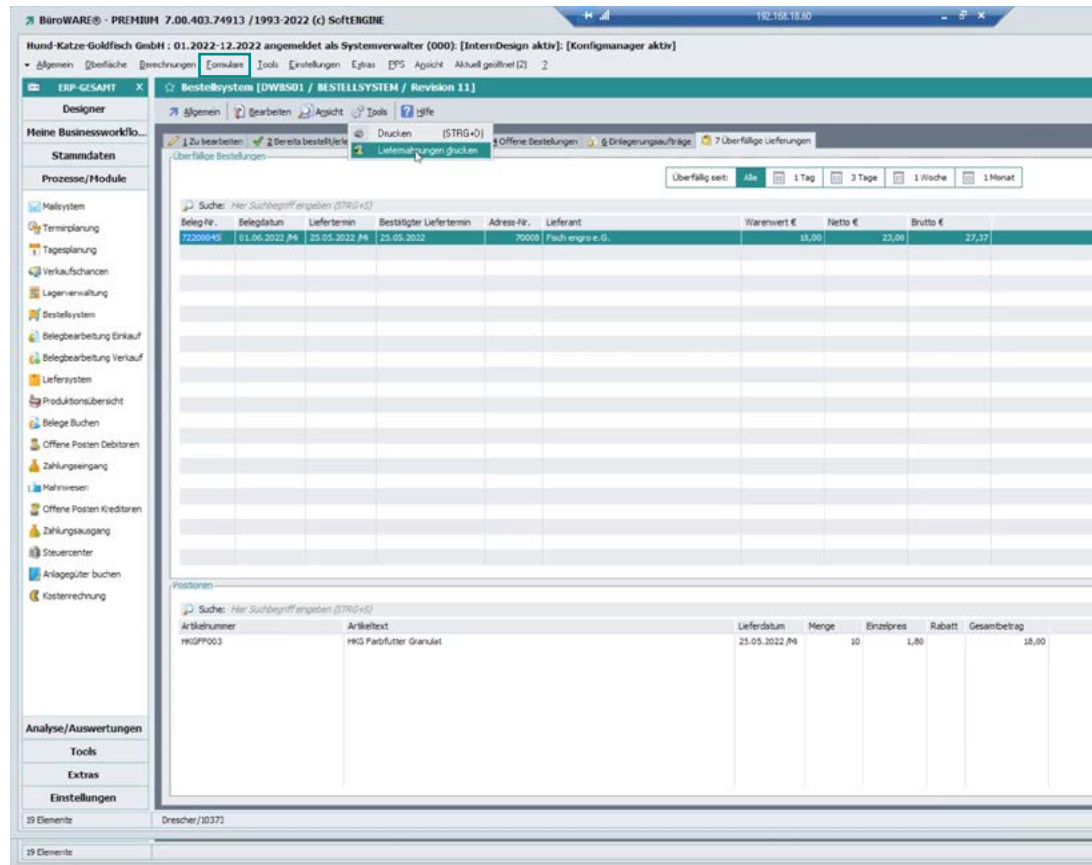 BüroWARE® - PREMIUM 7.00.403.74913 /1993-2022 (c) SoftENGINE
192.168.18.60
Hund-Katze-Goldfisch GmbH : 01.2022-12.2022 angemeldet als Systemverwalter (000): [InternDesign aktiv]: [Konfigmanager aktiv]
Allgemein Oberfläche Berechnungen Formulare Tools Einstellungen Extras PPS Ansicht Aktuell geöffnet (2) ?
ERP-GESAMT X
Bestellsystem [DWBS01 / BESTELLSYSTEM / Revision 11]
Designer
Allgemein Bearbeiten Ansicht Tools Hilfe
Meine Businessworkflo...
Drucken (STRG+D)
1 Zu bearbeiten 2 Bereits bestellt/erle Offene Bestellungen 6 Einlagerungsaufträge 7 Überfällige Lieferungen
Liefermahnungen drucken
Stammdaten
Überfällige Bestellungen
Prozesse/Module
Überfällig seit: Alle 1 Tag 3 Tage 1 Woche 1 Monat
Mailsystem
Terminplanung
Tagesplanung
Verkaufschancen
Lagerverwaltung
Bestellsystem
Belegbearbeitung Einkauf
Belegbearbeitung Verkauf
Liefersystem
Produktionsübersicht
Belege Buchen
Offene Posten Debitoren
Zahlungseingang
Mahnwesen
Offene Posten Kreditoren
Zahlungsausgang
Steuercenter
Anlagegüter buchen
Kostenrechnung
Suche: Hier Suchbegriff eingeben (STRG+S)
Beleg-Nr. Belegdatum Liefertermin Bestätigter Liefertermin Adress-Nr. Lieferant Warenwert € Netto € Brutto €
72200045 01.06.2022 /Mi 25.05.2022 /Mi 25.05.2022 70008 Fisch engro e.G. 18,00 23,00 27,37
Positionen
Suche: Hier Suchbegriff eingeben (STRG+S)
Artikelnummer Artikeltext Lieferdatum Menge Einzelpreis Rabatt Gesamtbetrag
HKGFF003 HKG Farbfutter Granulat 25.05.2022 /Mi 10 1,80 18,00
Analyse/Auswertungen
Tools
Extras
Einstellungen
19 Elemente
Drescher/10373
19 Elemente